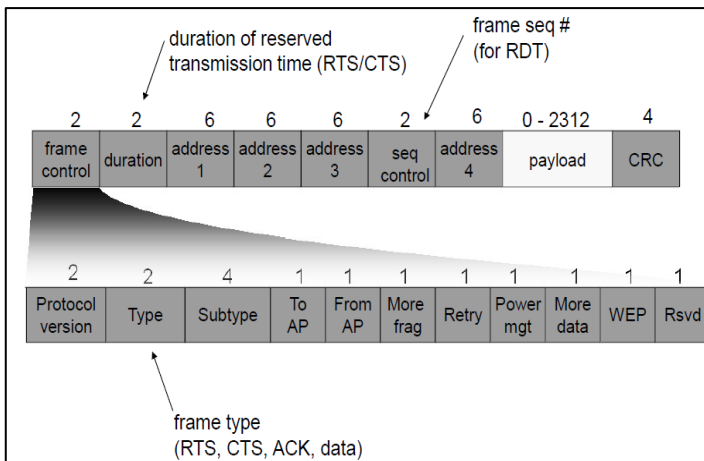 duration of reserved
transmission time (RTS/CTS)
frame seq #
(for RDT)
2 2 6 6 6 2 6 0 - 2312 4
frame control duration address 1 address 2 address 3 seq control address 4 payload CRC
2 2 4 1 1 1 1 1 1 1 1
Protocol version Type Subtype To AP From AP More frag Retry Power mgt More data WEP Rsvd
frame type
(RTS, CTS, ACK, data)